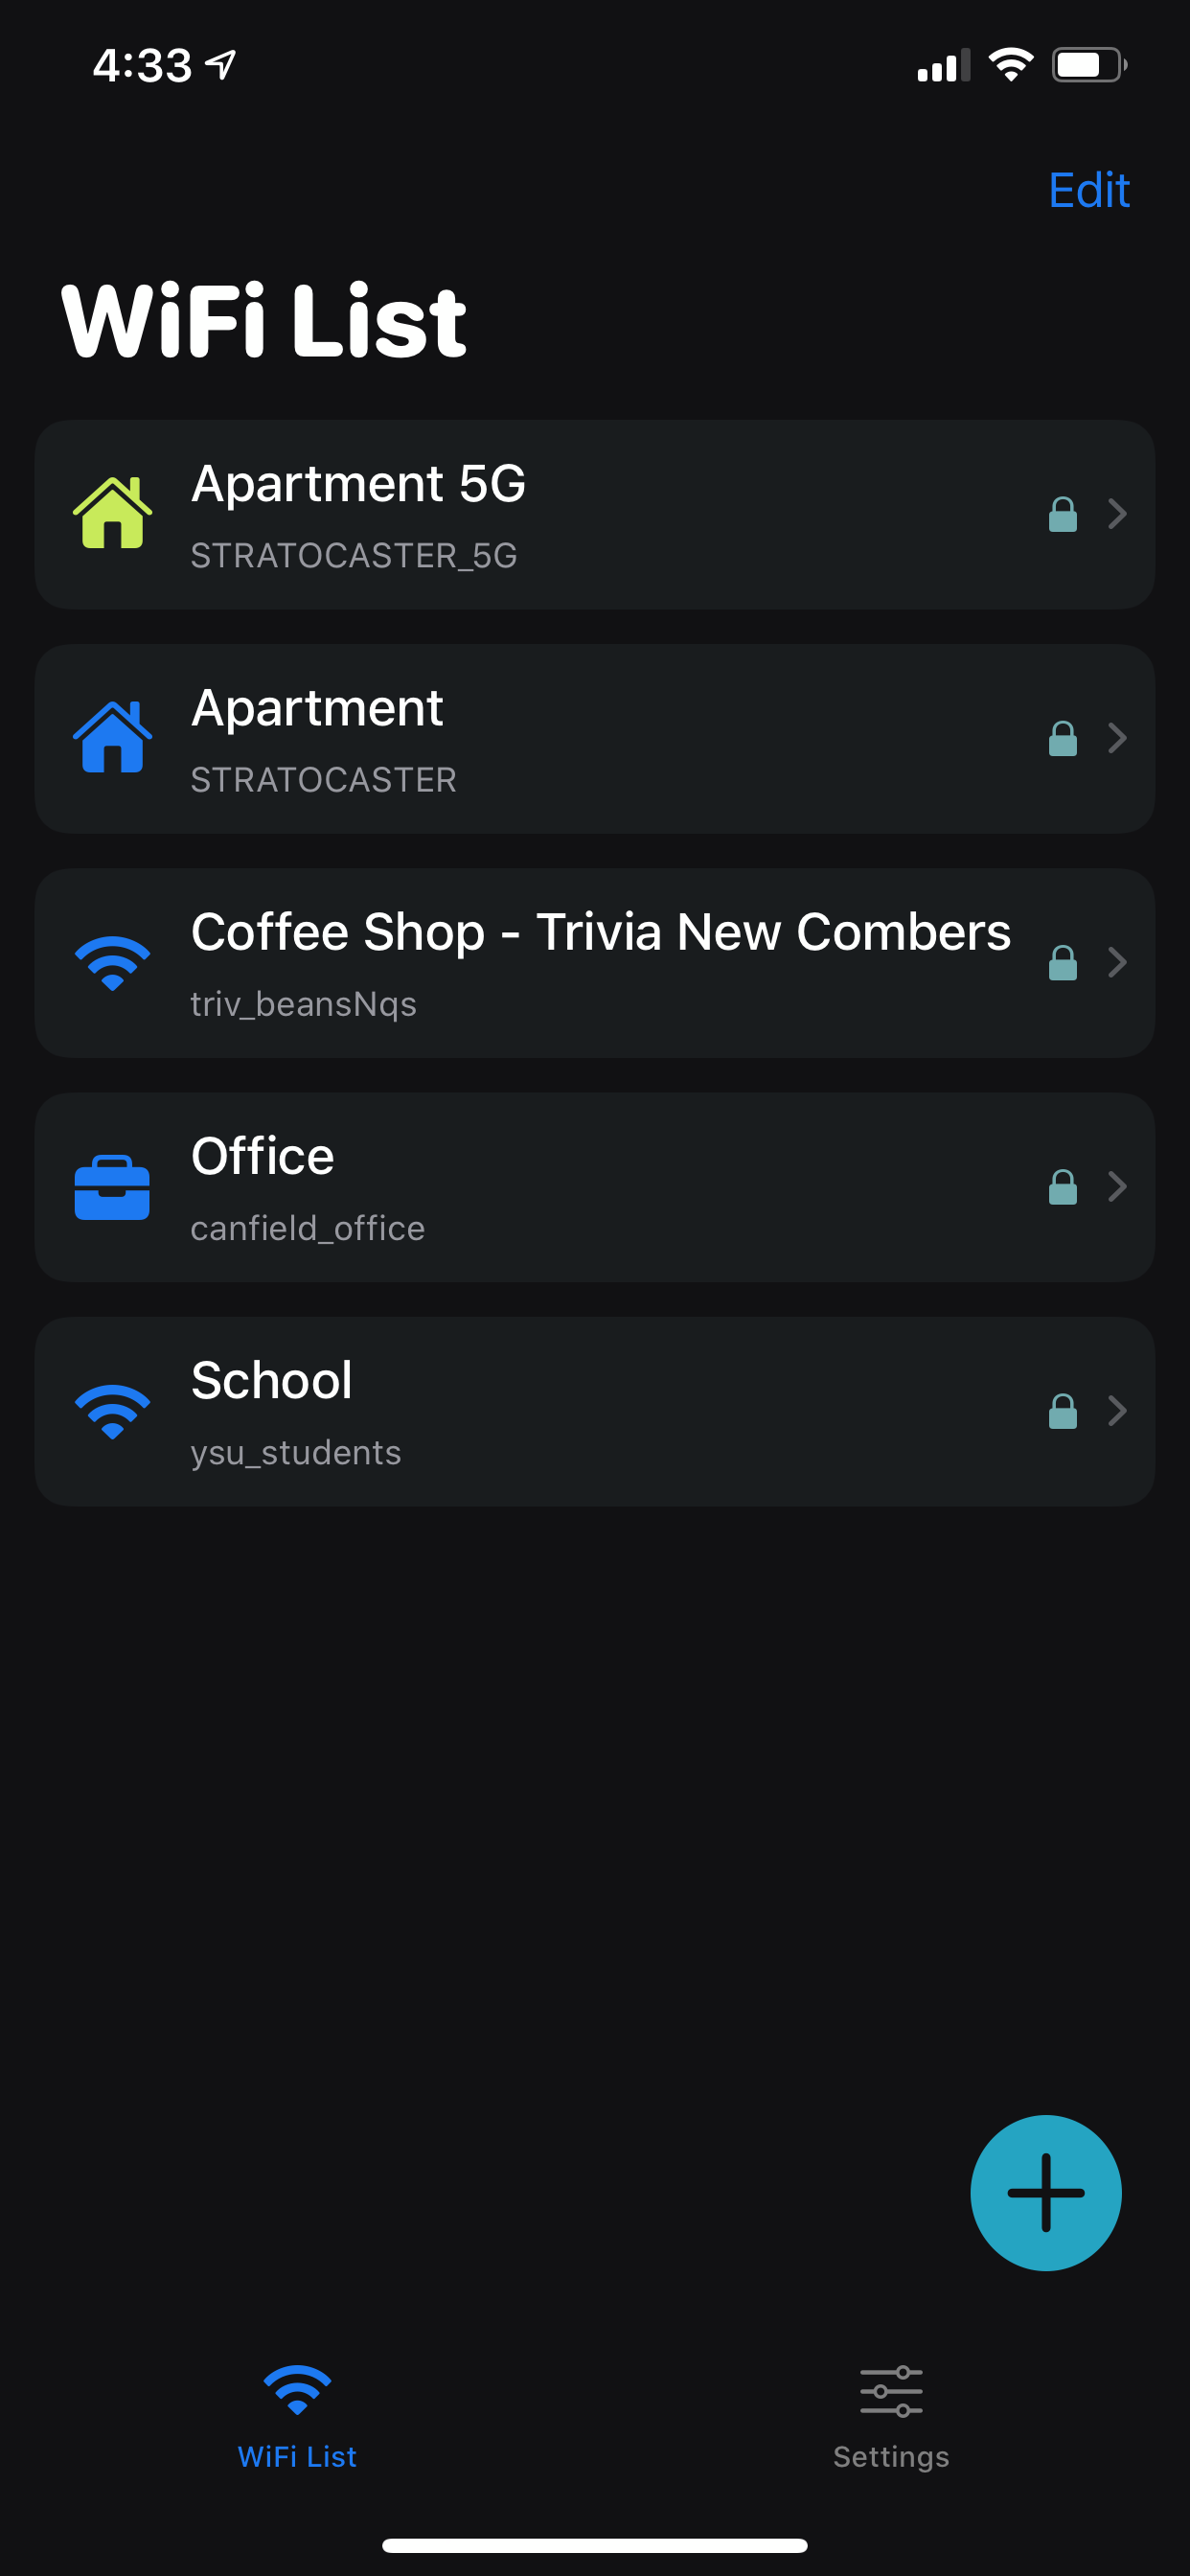 4:33
Edit
WiFi List
Apartment 5G
STRATOCASTER_5G
Apartment
STRATOCASTER
Coffee Shop - Trivia New Combers
triv_beansNqs
Office
canfield_office
School
ysu_students
WiFi List
Settings